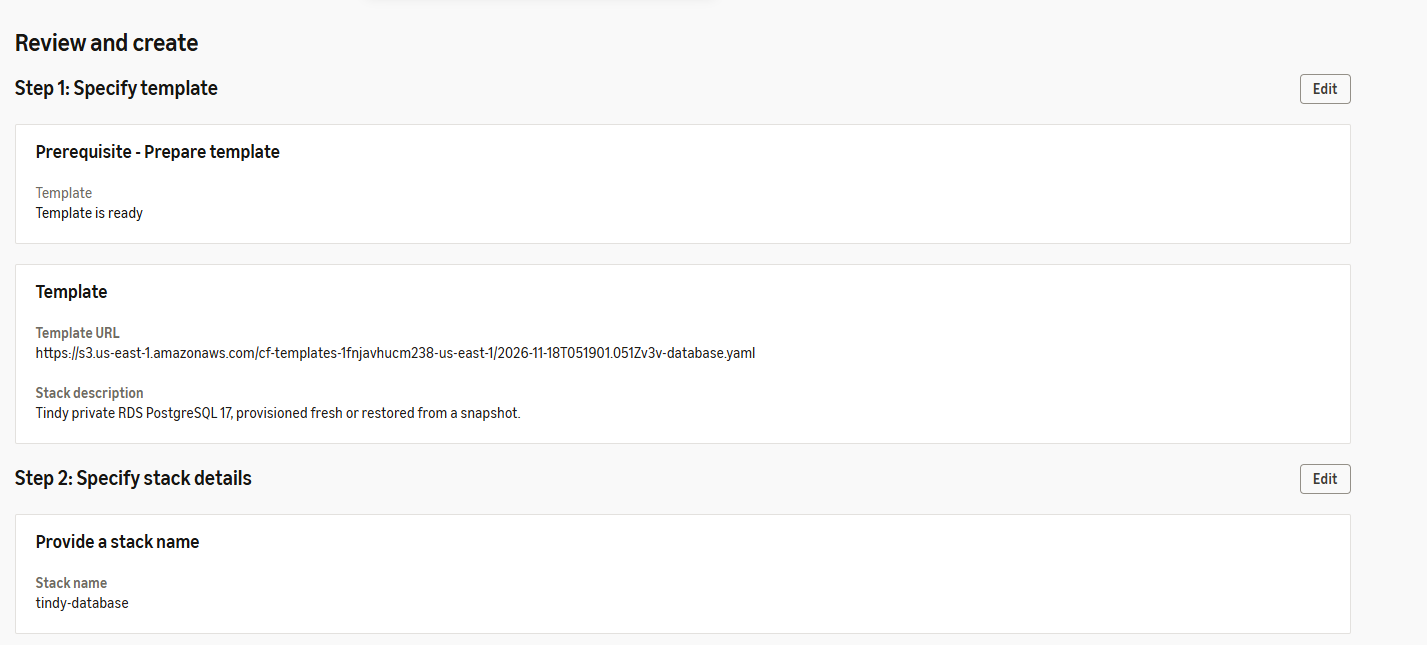 Review and create
Step 1: Specify template
Edit
Prerequisite - Prepare template
Template
Template is ready
Template
Template URL
https://s3.us-east-1.amazonaws.com/cf-templates-1fnjavhucm238-us-east-1/2026-11-18T051901.051Zv3v-database.yaml
Stack description
Tindy private RDS PostgreSQL 17, provisioned fresh or restored from a snapshot.
Step 2: Specify stack details
Edit
Provide a stack name
Stack name
tindy-database